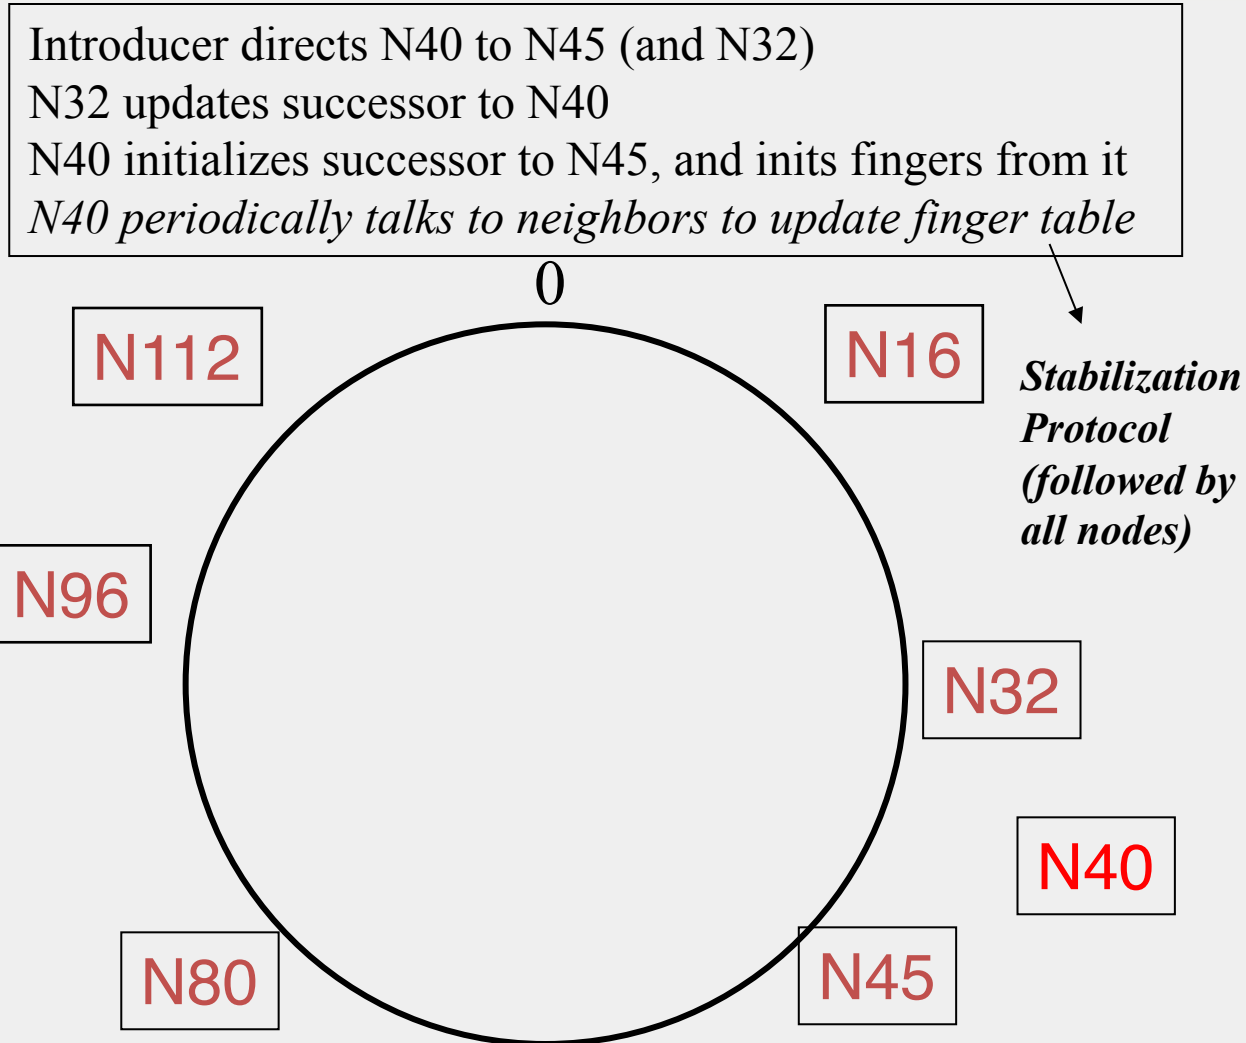 Introducer directs N40 to N45 (and N32)
N32 updates successor to N40
N40 initializes successor to N45, and inits fingers from it
N40 periodically talks to neighbors to update finger table
0
N112
N16
Stabilization
Protocol
(followed by
all nodes)
N96
N32
N40
N80
N45